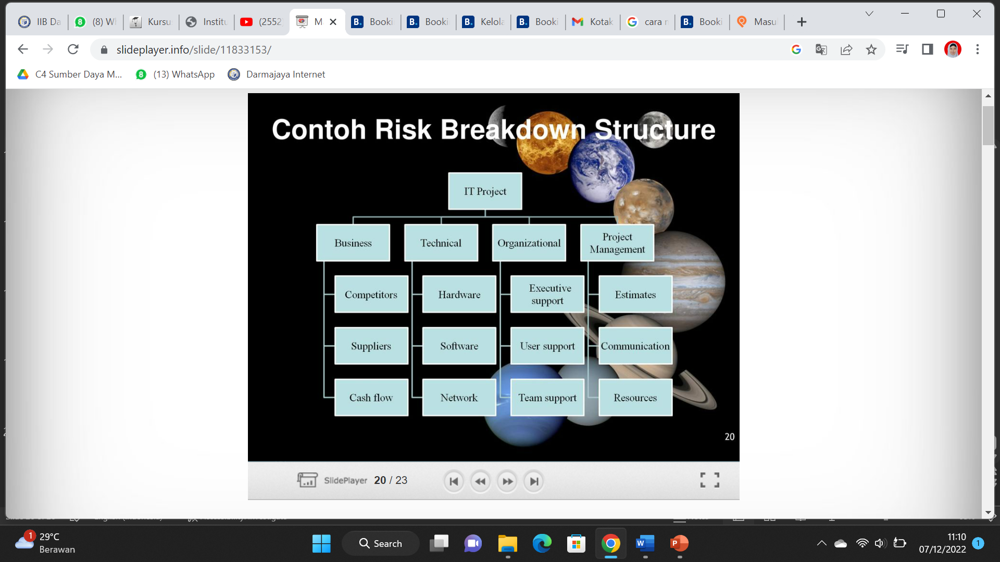 IIB Da
(8) W
Kursu
Institu
(2552
M
Booki
Booki
Kelola
Booki
Kotak
cara
Booki
Masu
slideplayer.info/slide/11833153/
C4 Sumber Daya M...
(13) WhatsApp
Darmajaya Internet
Contoh Risk Breakdown Structure
IT Project
Business
Technical
Organizational
Project
Management
Competitors
Hardware
Executive
support
Estimates
Suppliers
Software
User support
Communication
Cash flow
Network
Team support
Resources
20
SlidePlayer 20 / 23
1
29°C
Berawan
Search
11:10
07/12/2022
1